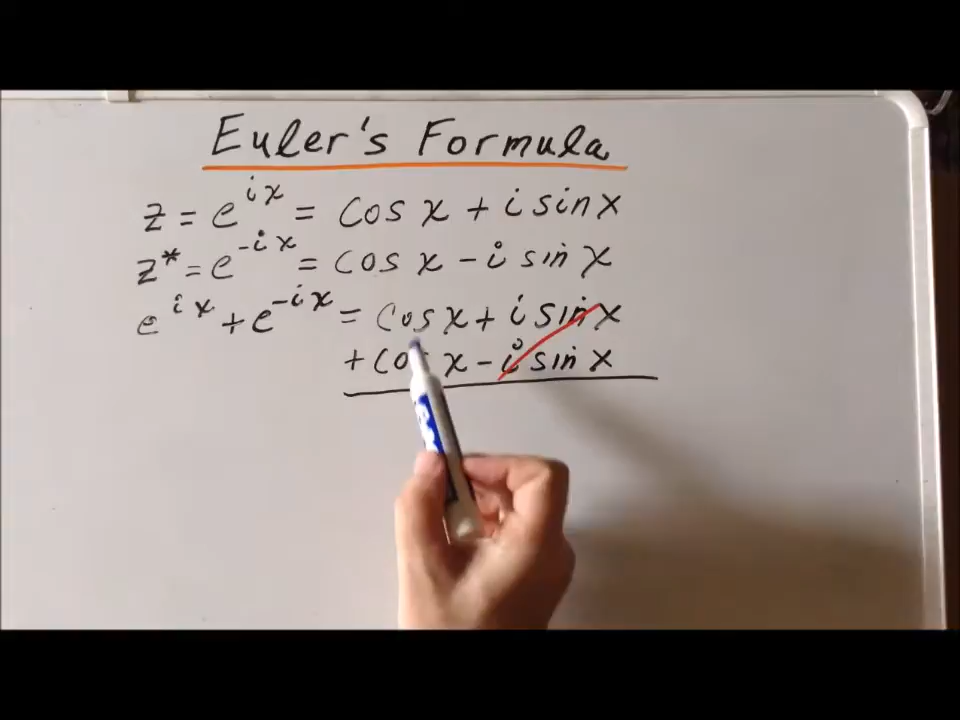 Euler's Formula
z = e^{ix} = cos x + i sin x
z* = e^{-ix} = cos x - i sin x
e^{ix} + e^{-ix} = cos x + i sin x
+ cos x - i sin x